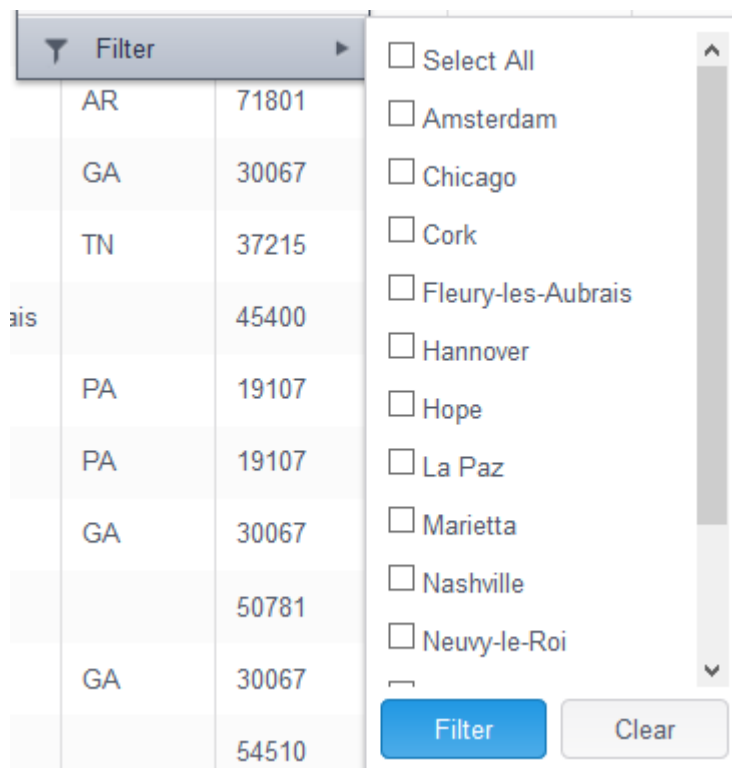 Filter
AR 71801
GA 30067
TN 37215
ais 45400
PA 19107
PA 19107
GA 30067
50781
GA 30067
54510
Select All
Amsterdam
Chicago
Cork
Fleury-les-Aubrais
Hannover
Hope
La Paz
Marietta
Nashville
Neuvy-le-Roi
Filter Clear